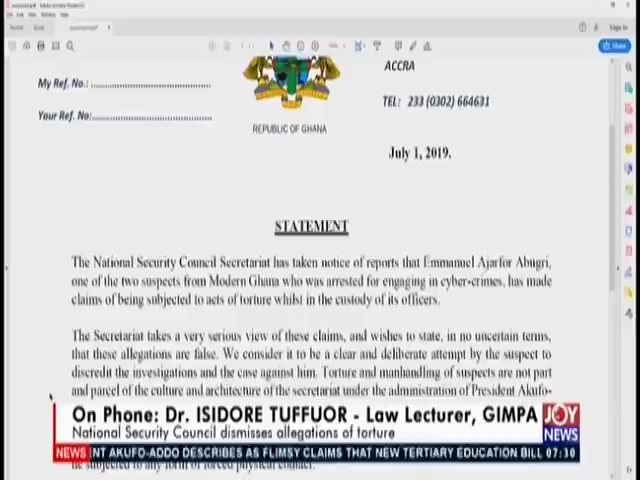 ACCRA
My Ref. No.:
TEL: 233 (0302) 664631
Your Ref. No:
REPUBLIC OF GHANA
July 1, 2019.
STATEMENT
The National Security Council Secretariat has taken notice of reports that Emmanuel Ajarfor Abugri,
one of the two suspects from Modern Ghana who was arrested for engaging in cyber-crimes, has made
claims of being subjected to acts of torture whilst in the custody of its officers.
The Secretariat takes a very serious view of these claims, and wishes to state, in no uncertain terms,
that these allegations are false. We consider it to be a clear and deliberate attempt by the suspect to
discredit the investigations and the case against him. Torture and manhandling of suspects are not part
and parcel of the culture and architecture of the secretariat under the administration of President Akufo-
On Phone: Dr. ISIDORE TUFFUOR - Law Lecturer, GIMPA
National Security Council dismisses allegations of torture
JOY
NEWS
NEWS NT AKUFO-ADDO DESCRIBES AS FLIMSY CLAIMS THAT NEW TERTIARY EDUCATION BILL 07:30